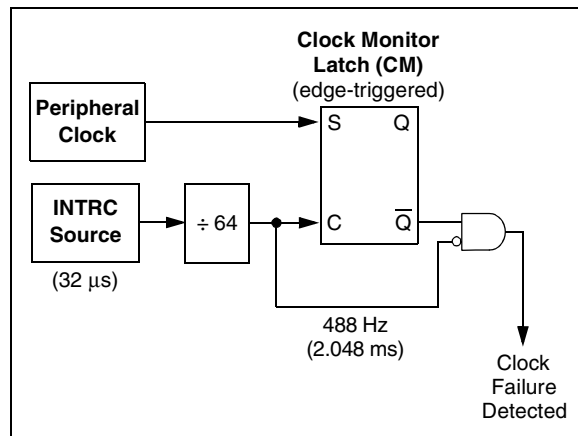 Clock Monitor
Latch (CM)
(edge-triggered)
Peripheral
Clock
S Q
INTRC
Source
÷ 64
C Q̅
(32 μs)
488 Hz
(2.048 ms)
Clock
Failure
Detected